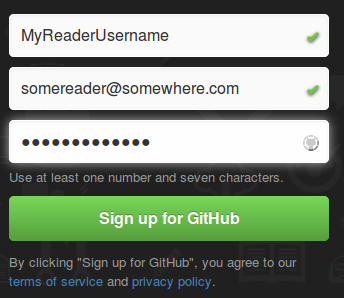 MyReaderUsername
somereader@somewhere.com
●●●●●●●●●●●●●
Use at least one number and seven characters.
Sign up for GitHub
By clicking "Sign up for GitHub", you agree to our
terms of service and privacy policy.